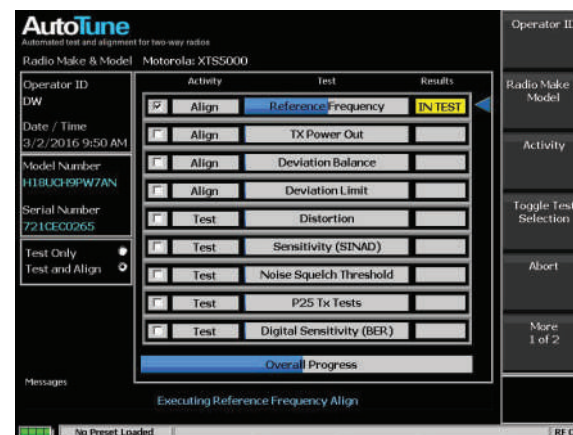 AutoTune
Automated test and alignment for two-way radios
Radio Make & Model Motorola: XTS5000
Operator ID
DW
Date / Time
3/2/2016 9:50 AM
Model Number
H18UCH9PW7AN
Serial Number
721CEC0265
Test Only
Test and Align
Messages
Activity Test Results
Align Reference Frequency IN TEST
Align TX Power Out
Align Deviation Balance
Align Deviation Limit
Test Distortion
Test Sensitivity (SINAD)
Test Noise Squelch Threshold
Test P25 Tx Tests
Test Digital Sensitivity (BER)
Overall Progress
Executing Reference Frequency Align
Operator ID
Radio Make
Model
Activity
Toggle Test
Selection
Abort
More
1 of 2
No Preset Loaded
RF